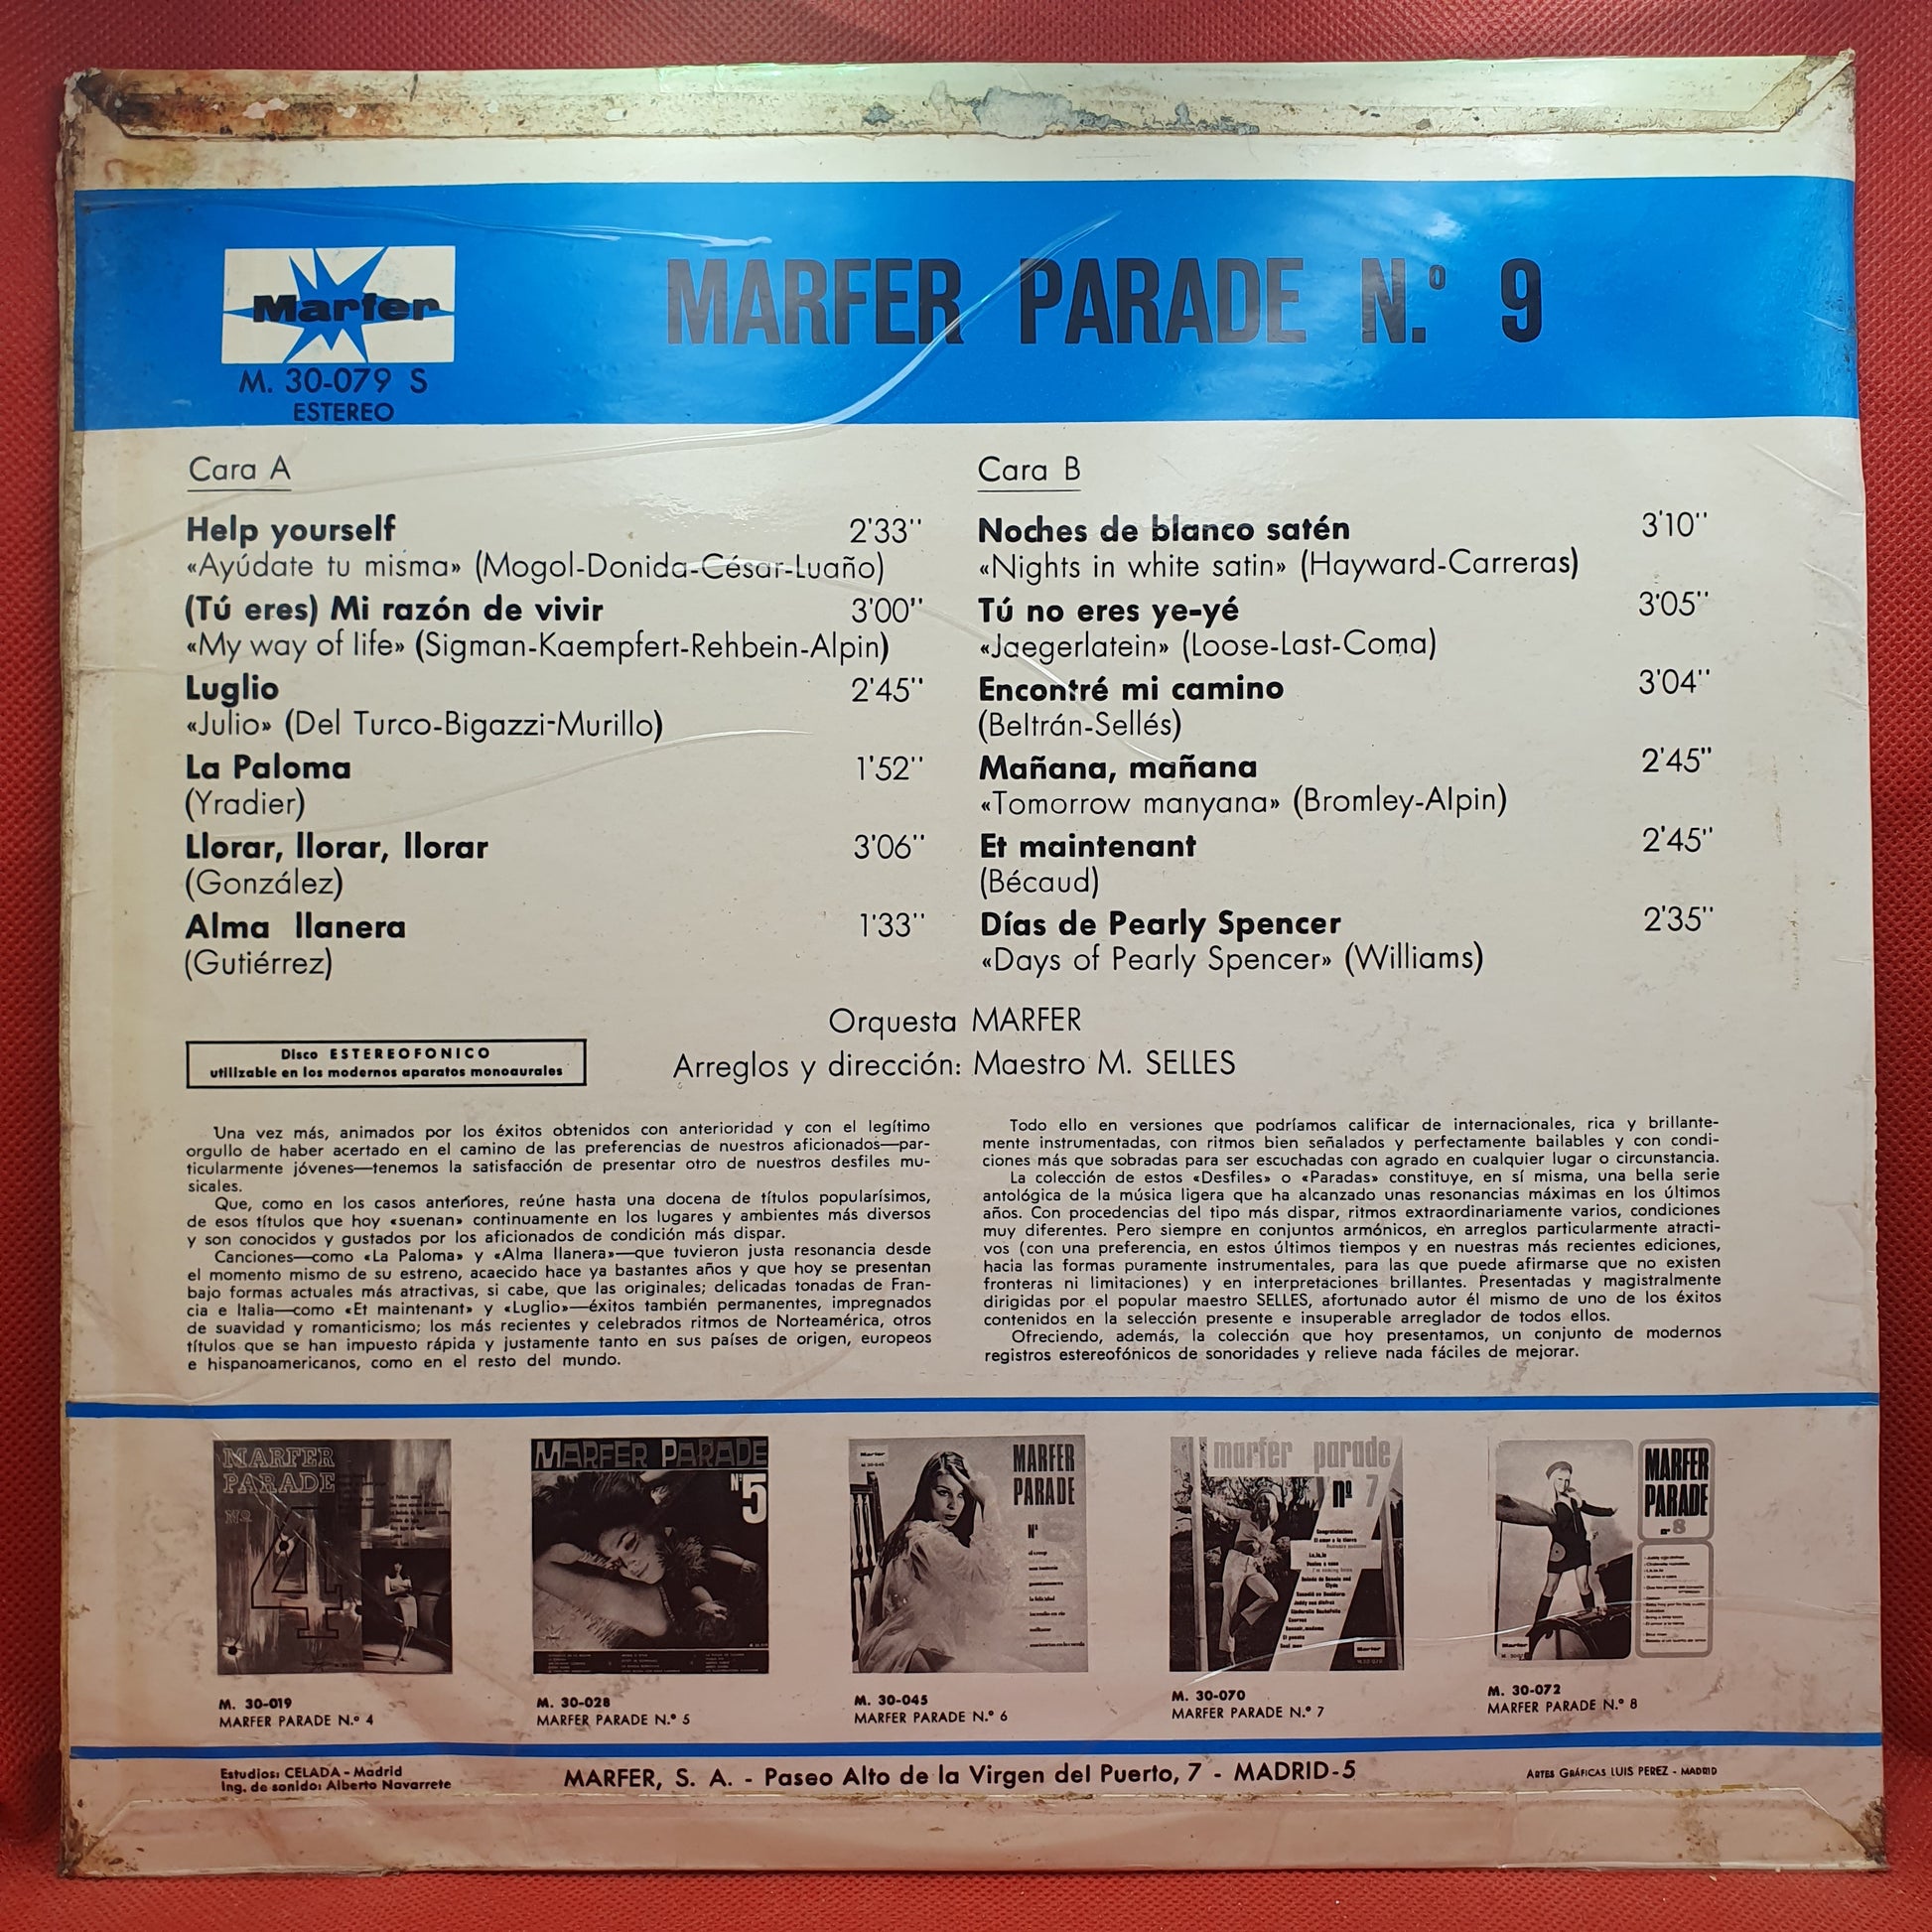 Marfer
M. 30-079 S
ESTEREO
MARFER PARADE N.º 9
Cara A
Help yourself 2'33''
«Ayúdate tu misma» (Mogol-Donida-César-Luaño)
(Tú eres) Mi razón de vivir 3'00''
«My way of life» (Sigman-Kaempfert-Rehbein-Alpin)
Luglio 2'45''
«Julio» (Del Turco-Bigazzi-Murillo)
La Paloma 1'52''
(Yradier)
Llorar, llorar, llorar 3'06''
(González)
Alma llanera 1'33''
(Gutiérrez)
Cara B
Noches de blanco satén 3'10''
«Nights in white satin» (Hayward-Carreras)
Tú no eres ye-yé 3'05''
«Jaegerlatein» (Loose-Last-Coma)
Encontré mi camino 3'04''
(Beltrán-Sellés)
Mañana, mañana 2'45''
«Tomorrow manyana» (Bromley-Alpin)
Et maintenant 2'45''
(Bécaud)
Días de Pearly Spencer 2'35''
«Days of Pearly Spencer» (Williams)
Orquesta MARFER
Arreglos y dirección: Maestro M. SELLES
Disco ESTEREOFONICO
utilizable en los modernos aparatos monoaurales
Una vez más, animados por los éxitos obtenidos con anterioridad y con el legítimo
orgullo de haber acertado en el camino de las preferencias de nuestros aficionados—par-
ticularmente jóvenes—tenemos la satisfacción de presentar otro de nuestros desfiles mu-
sicales.
Que, como en los casos anteriores, reúne hasta una docena de títulos popularísimos,
de esos títulos que hoy «suenan» continuamente en los lugares y ambientes más diversos
y son conocidos y gustados por los aficionados de condición más dispar.
Canciones—como «La Paloma» y «Alma llanera»—que tuvieron justa resonancia desde
el momento mismo de su estreno, acaecido hace ya bastantes años y que hoy se presentan
bajo formas actuales más atractivas, si cabe, que las originales; delicadas tonadas de Fran-
cia e Italia—como «Et maintenant» y «Luglio»—éxitos también permanentes, impregnados
de suavidad y romanticismo; los más recientes y celebrados ritmos de Norteamérica, otros
títulos que se han impuesto rápida y justamente tanto en sus países de origen, europeos
e hispanoamericanos, como en el resto del mundo.
Todo ello en versiones que podríamos calificar de internacionales, rica y brillante-
mente instrumentadas, con ritmos bien señalados y perfectamente bailables y con condi-
ciones más que sobradas para ser escuchadas con agrado en cualquier lugar o circunstancia.
La colección de estos «Desfiles» o «Paradas» constituye, en sí misma, una bella serie
antológica de la música ligera que ha alcanzado unas resonancias máximas en los últimos
años. Con procedencias del tipo más dispar, ritmos extraordinariamente varios, condiciones
muy diferentes. Pero siempre en conjuntos armónicos, en arreglos particularmente atracti-
vos (con una preferencia, en estos últimos tiempos y en nuestras más recientes ediciones,
hacia las formas puramente instrumentales, para las que puede afirmarse que no existen
fronteras ni limitaciones) y en interpretaciones brillantes. Presentadas y magistralmente
dirigidas por el popular maestro SELLES, afortunado autor él mismo de uno de los éxitos
contenidos en la selección presente e insuperable arreglador de todos ellos.
Ofreciendo, además, la colección que hoy presentamos, un conjunto de modernos
registros estereofónicos de sonoridades y relieve nada fáciles de mejorar.
MARFER
PARADE
Nº
4
MARFER PARADE
Nº5
MARFER
PARADE
Nº
marfer parade
nº 7
MARFER
PARADE
nº 8
M. 30-019
MARFER PARADE N.º 4
M. 30-028
MARFER PARADE N.º 5
M. 30-045
MARFER PARADE N.º 6
M. 30-070
MARFER PARADE N.º 7
M. 30-072
MARFER PARADE N.º 8
Estudios: CELADA - Madrid
Ing. de sonido: Alberto Navarrete
MARFER, S. A. - Paseo Alto de la Virgen del Puerto, 7 - MADRID-5
ARTES GRÁFICAS LUIS PEREZ - MADRID